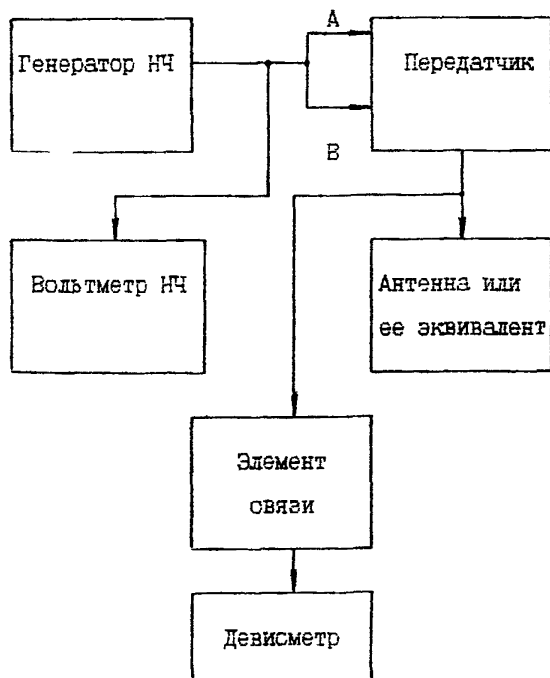 А
Генератор НЧ
Передатчик
В
Вольтметр НЧ
Антенна или
ее эквивалент
Элемент
связи
Девисметр